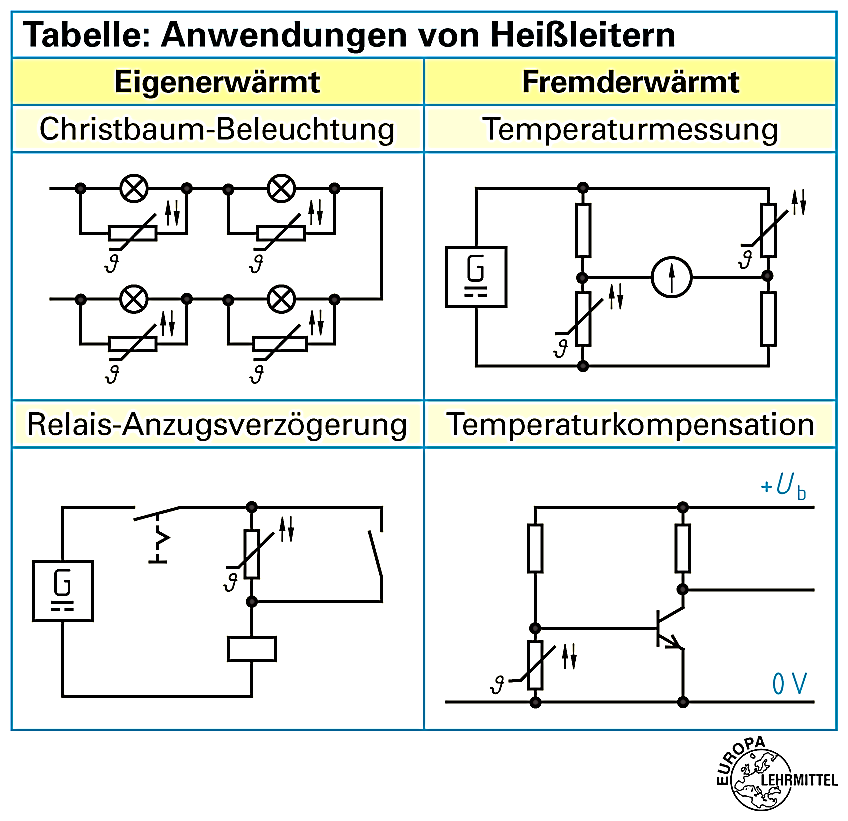 Tabelle: Anwendungen von Heißleitern
Eigenerwärmt
Fremderwärmt
Christbaum-Beleuchtung
Temperaturmessung
ϑ
ϑ
ϑ
ϑ
G
ϑ
ϑ
Relais-Anzugsverzögerung
Temperaturkompensation
G
ϑ
+Ub
ϑ
0 V
EUROPA
LEHRMITTEL